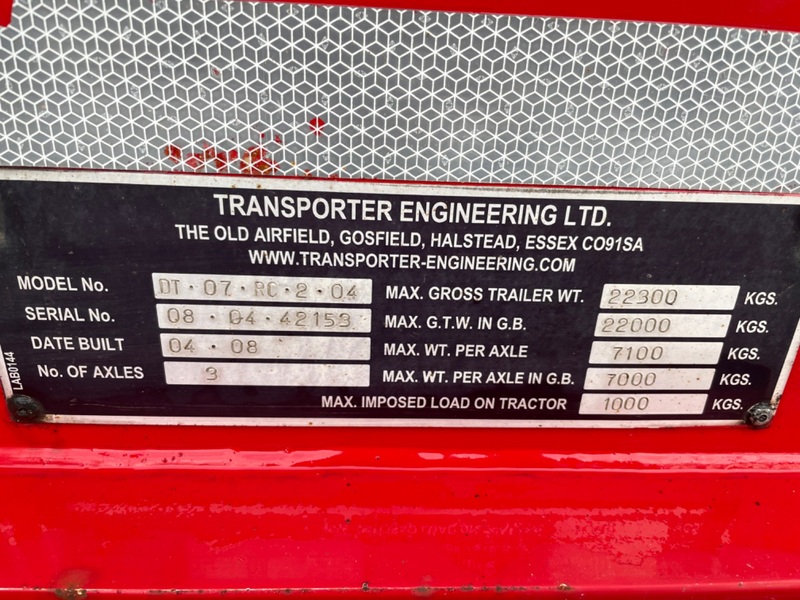 TRANSPORTER ENGINEERING LTD.
THE OLD AIRFIELD, GOSFIELD, HALSTEAD, ESSEX CO91SA
WWW.TRANSPORTER-ENGINEERING.COM
MODEL No. DT · 07 · RC · 2 · 04
SERIAL No. 08 · 04 · 42153
DATE BUILT 04 · 08
No. OF AXLES 3
MAX. GROSS TRAILER WT. 22300 KGS.
MAX. G.T.W. IN G.B. 22000 KGS.
MAX. WT. PER AXLE 7100 KGS.
MAX. WT. PER AXLE IN G.B. 7000 KGS.
MAX. IMPOSED LOAD ON TRACTOR 1000 KGS.
LAB0144